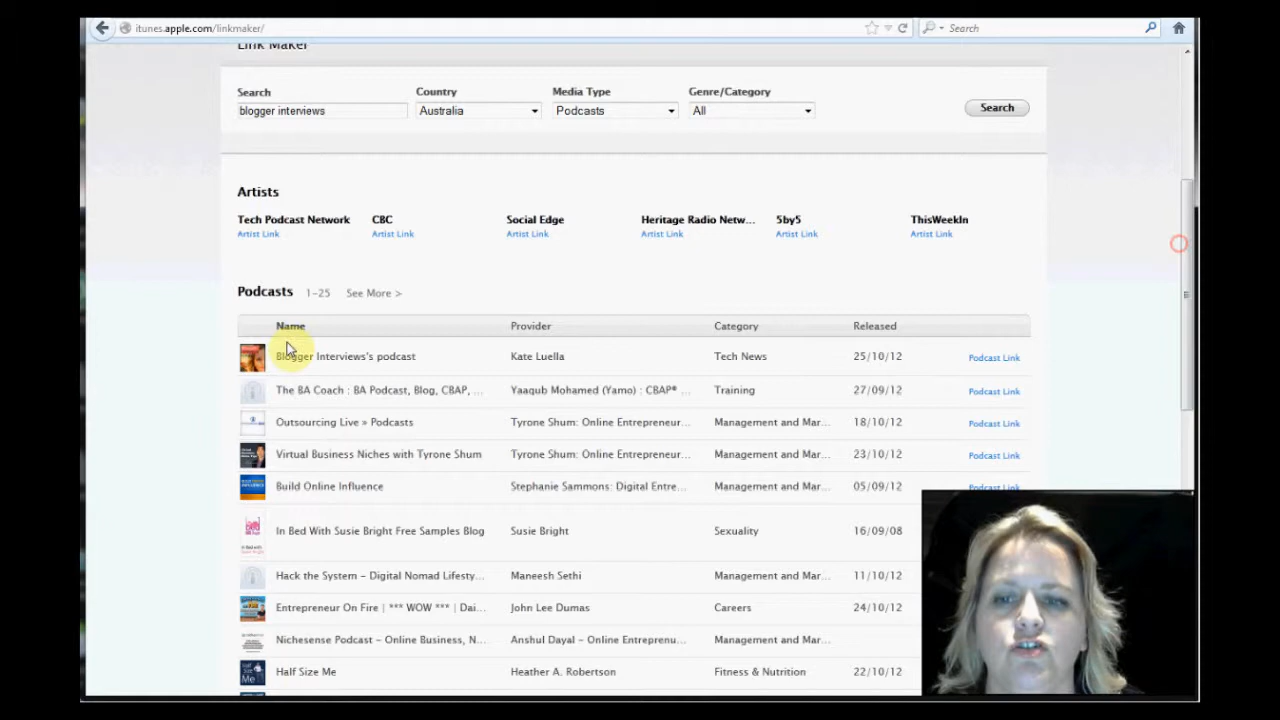 itunes.apple.com/linkmaker/
Search
Link Maker
Search Country Media Type Genre/Category
blogger interviews Australia Podcasts All Search
Artists
Tech Podcast Network CBC Social Edge Heritage Radio Netw... 5by5 ThisWeekIn
Artist Link Artist Link Artist Link Artist Link Artist Link Artist Link
Podcasts 1-25 See More >
Name Provider Category Released
Blogger Interviews's podcast Kate Luella Tech News 25/10/12 Podcast Link
The BA Coach : BA Podcast, Blog, CBAP, ... Yaaqub Mohamed (Yamo) : CBAP® ... Training 27/09/12 Podcast Link
Outsourcing Live » Podcasts Tyrone Shum: Online Entrepreneur... Management and Mar... 18/10/12 Podcast Link
Virtual Business Niches with Tyrone Shum Tyrone Shum: Online Entrepreneur... Management and Mar... 23/10/12 Podcast Link
Build Online Influence Stephanie Sammons: Digital Entre... Management and Mar... 05/09/12 Podcast Link
In Bed With Susie Bright Free Samples Blog Susie Bright Sexuality 16/09/08
Hack the System - Digital Nomad Lifesty... Maneesh Sethi Management and Mar... 11/10/12
Entrepreneur On Fire | *** WOW *** | Dai... John Lee Dumas Careers 24/10/12
Nichesense Podcast - Online Business, N... Anshul Dayal - Online Entreprenu... Management and Mar...
Half Size Me Heather A. Robertson Fitness & Nutrition 22/10/12